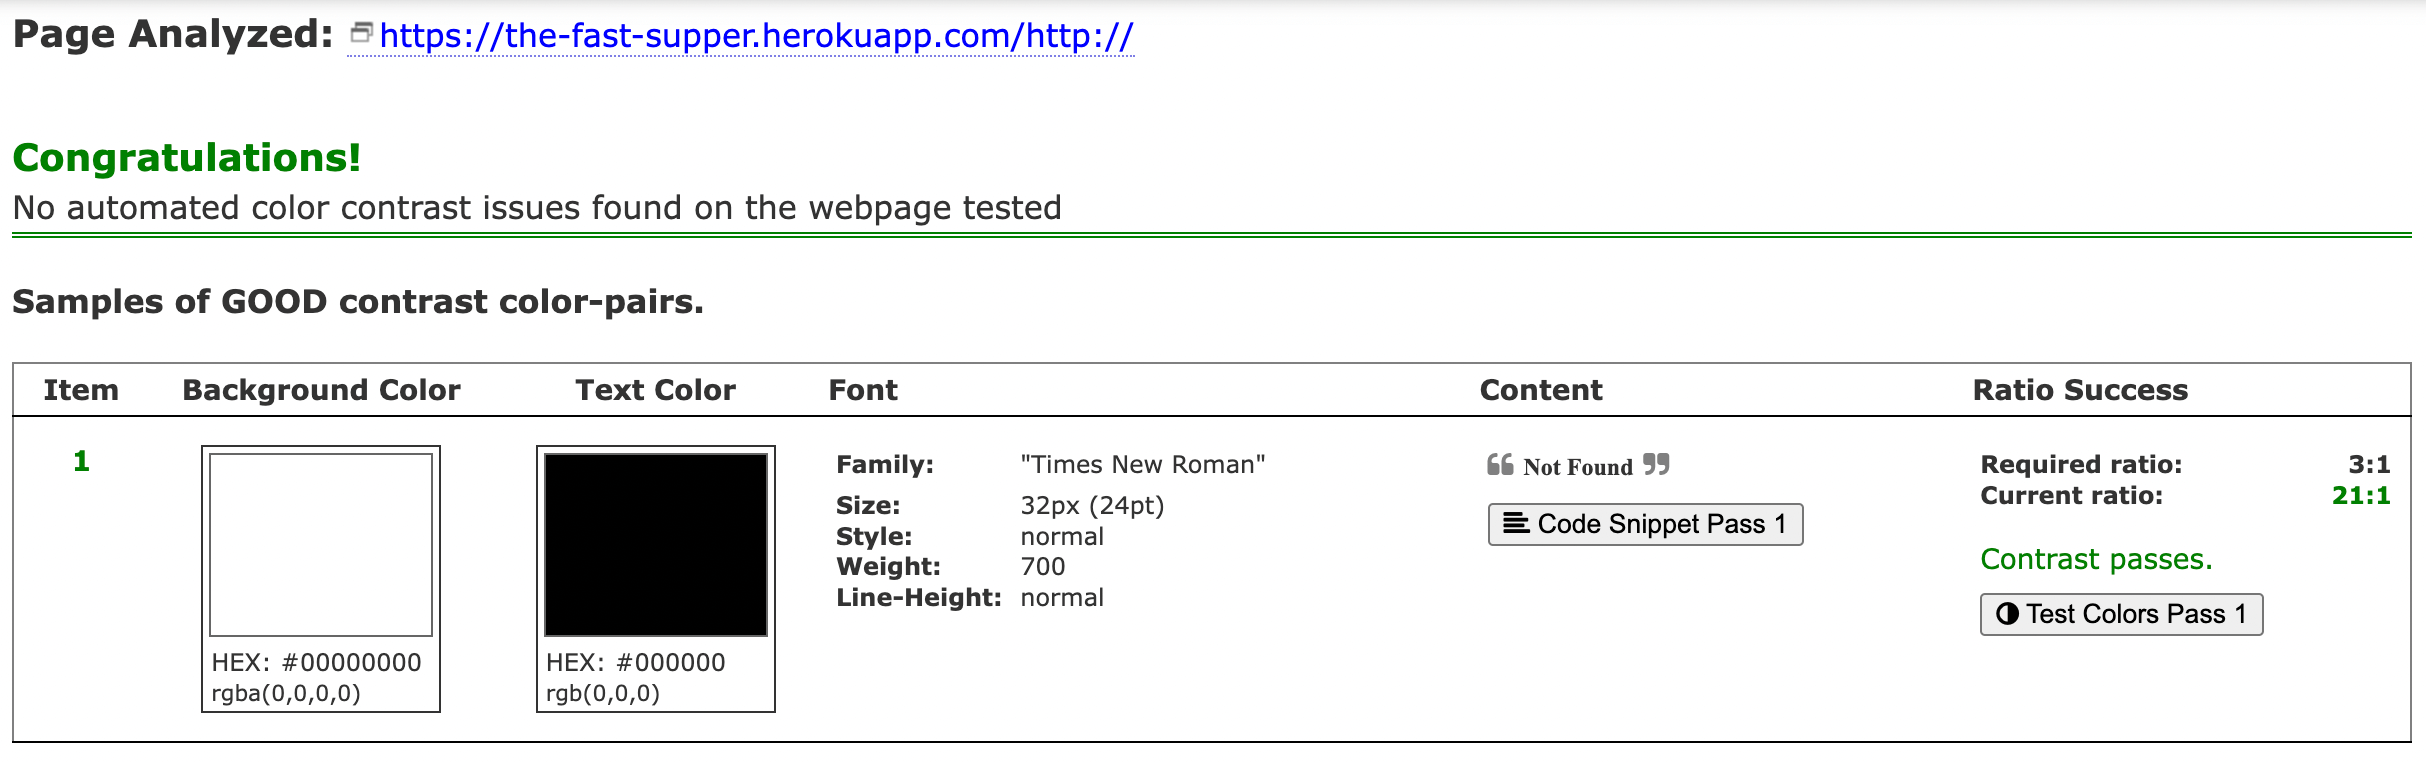 Page Analyzed: https://the-fast-supper.herokuapp.com/http://
Congratulations!
No automated color contrast issues found on the webpage tested
Samples of GOOD contrast color-pairs.
Item Background Color Text Color Font Content Ratio Success
1
HEX: #00000000
rgba(0,0,0,0)
HEX: #000000
rgb(0,0,0)
Family: "Times New Roman"
Size: 32px (24pt)
Style: normal
Weight: 700
Line-Height: normal
❝ Not Found ❞
Code Snippet Pass 1
Required ratio: 3:1
Current ratio: 21:1
Contrast passes.
Test Colors Pass 1